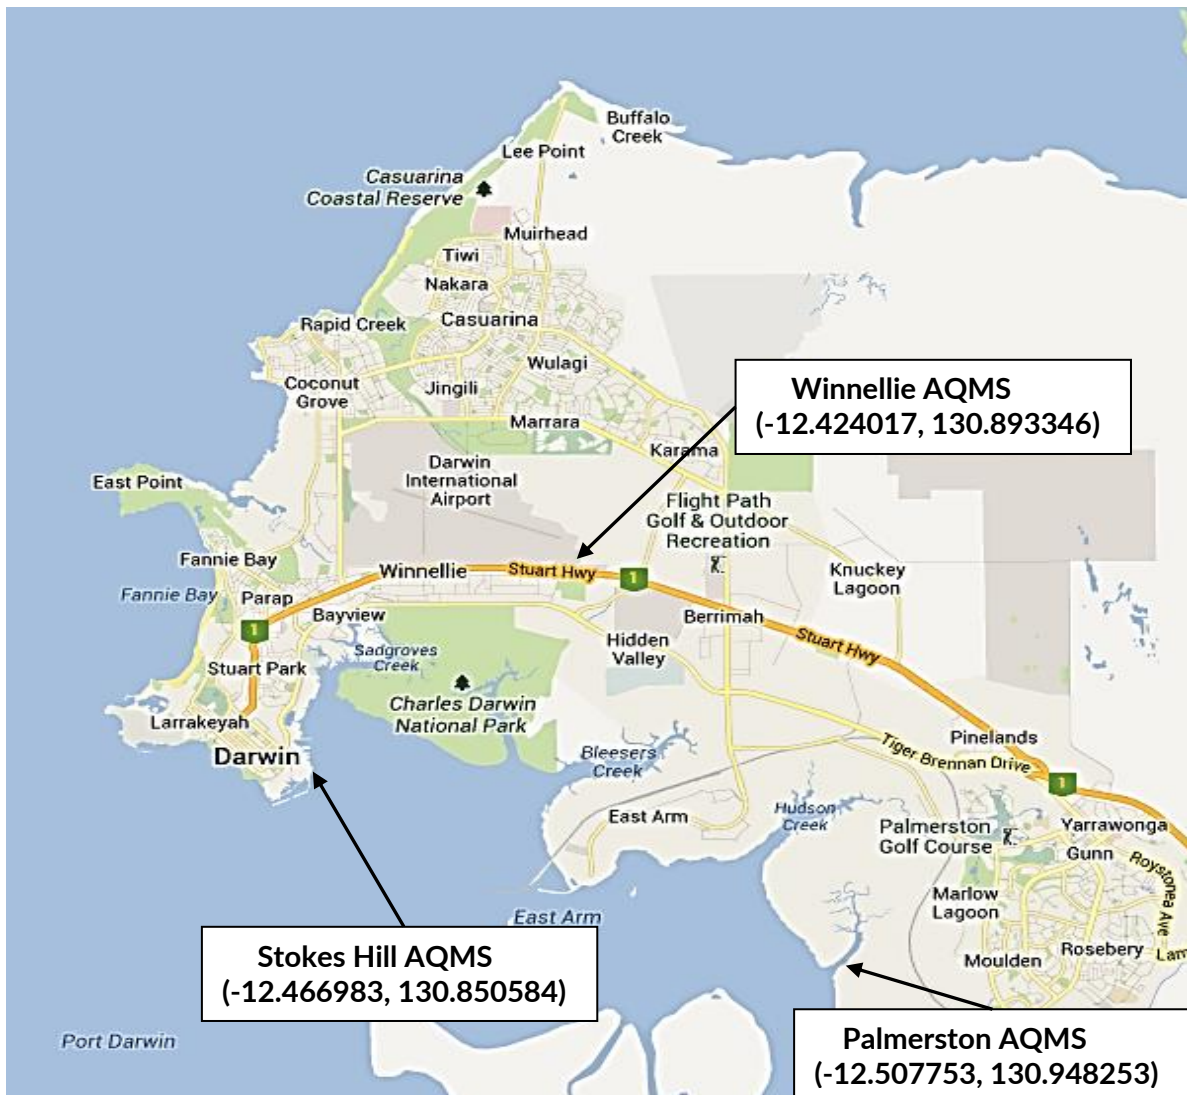 Buffalo
Creek
Lee Point
Casuarina
Coastal Reserve
Muirhead
Tiwi
Nakara
Casuarina
Rapid Creek
Wulagi
Coconut
Grove
Jingili
Winnellie AQMS
(-12.424017, 130.893346)
Marrara
Karama
Darwin
International
Airport
East Point
Flight Path
Golf & Outdoor
Recreation
Fannie Bay
Winnellie
Stuart Hwy
1
Knuckey
Lagoon
Fannie Bay
Parap
Bayview
Berrimah
1
Stuart Hwy
Hidden
Valley
Sadgroves
Creek
Stuart Park
Charles Darwin
National Park
Larrakeyah
Darwin
Pinelands
Tiger Brennan Drive
Bleesers
Creek
1
East Arm
Hudson
Creek
Palmerston
Golf Course
Yarrawonga
Gunn
Roystonea Ave
Marlow
Lagoon
East Arm
Rosebery
Lam
Moulden
Stokes Hill AQMS
(-12.466983, 130.850584)
Port Darwin
Palmerston AQMS
(-12.507753, 130.948253)